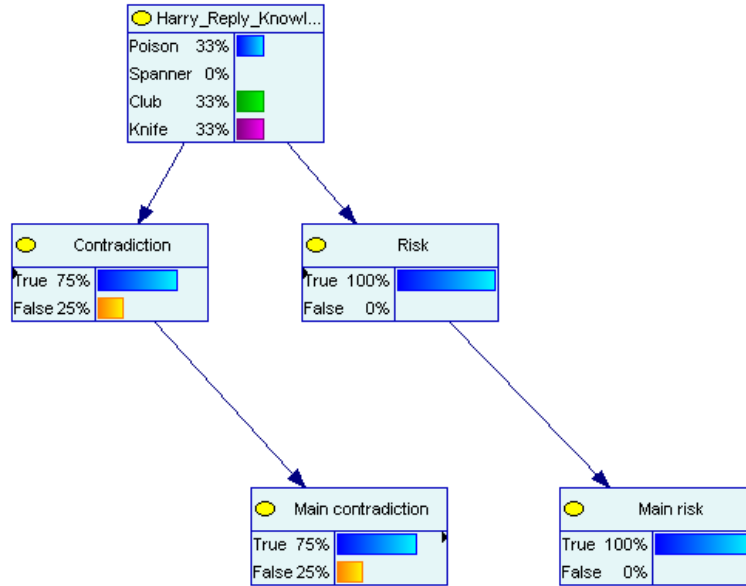 Harry_Reply_Knowl...
Poison 33%
Spanner 0%
Club 33%
Knife 33%
Contradiction
True 75%
False 25%
Risk
True 100%
False 0%
Main contradiction
True 75%
False 25%
Main risk
True 100%
False 0%